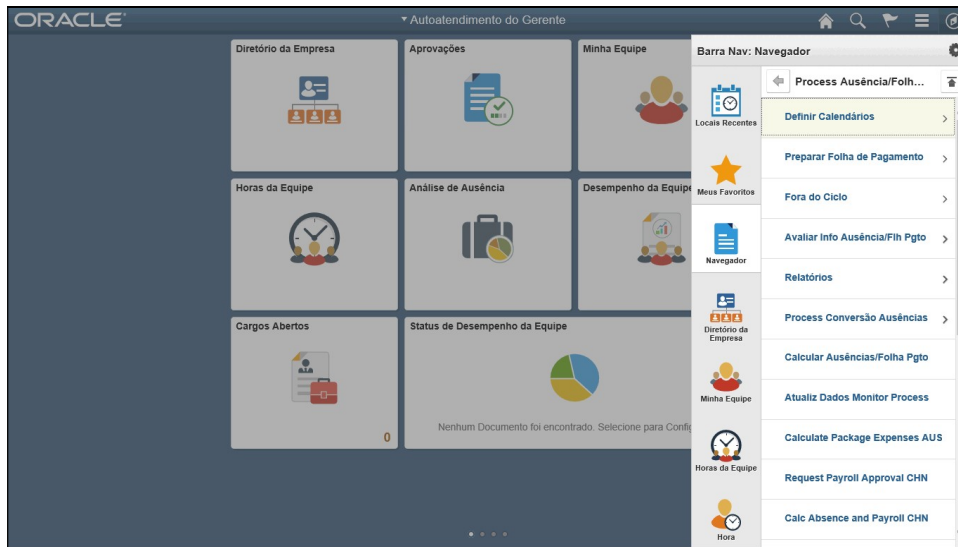 ORACLE
Autoatendimento do Gerente
Diretório da Empresa
Aprovações
Minha Equipe
Horas da Equipe
Análise de Ausência
Desempenho da Equipe
Cargos Abertos
0
Status de Desempenho da Equipe
Nenhum Documento foi encontrado. Selecione para
Barra Nav: Navegador
Locais Recentes
Meus Favoritos
Navegador
Diretório da
Empresa
Minha Equipe
Horas da Equipe
Hora
Process Ausência/Folh...
Definir Calendários
Preparar Folha de Pagamento
Fora do Ciclo
Avaliar Info Ausência/Flh Pgto
Relatórios
Process Conversão Ausências
Calcular Ausências/Folha Pgto
Atualiz Dados Monitor Process
Calculate Package Expenses AUS
Request Payroll Approval CHN
Calc Absence and Payroll CHN